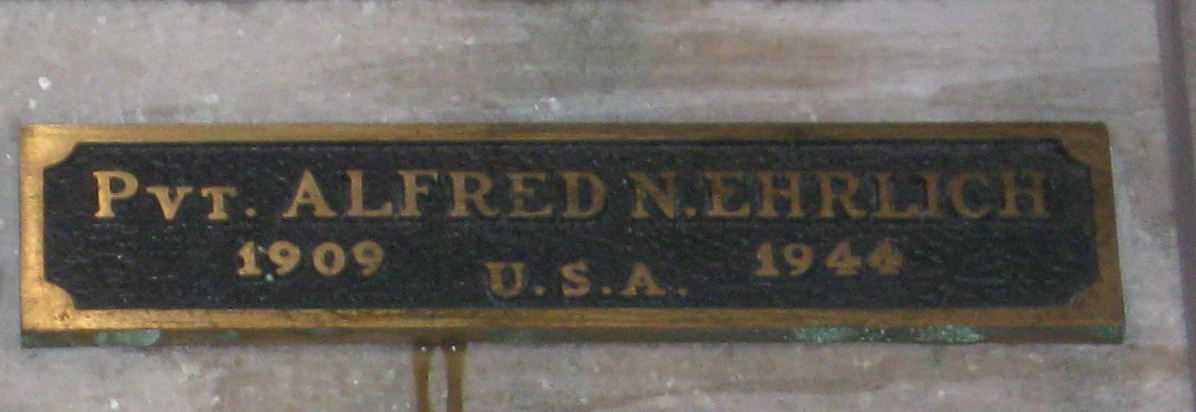 PVT. ALFRED N. EHRLICH
1909 U.S.A. 1944